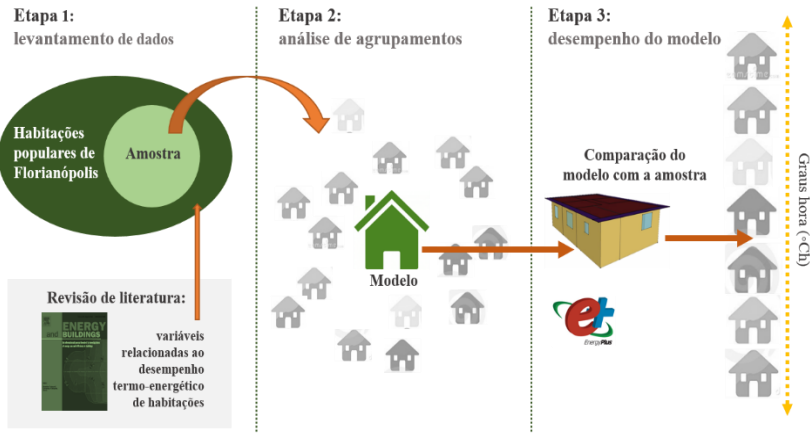 Etapa 1:
levantamento de dados
Habitações
populares de
Florianópolis
Amostra
Revisão de literatura:
ENERGY
and
BUILDINGS
variáveis
relacionadas ao
desempenho
termo-energético
de habitações
Etapa 2:
análise de agrupamentos
Modelo
Etapa 3:
desempenho do modelo
Comparação do
modelo com a amostra
et
EnergyPlus
Graus hora (°Ch)